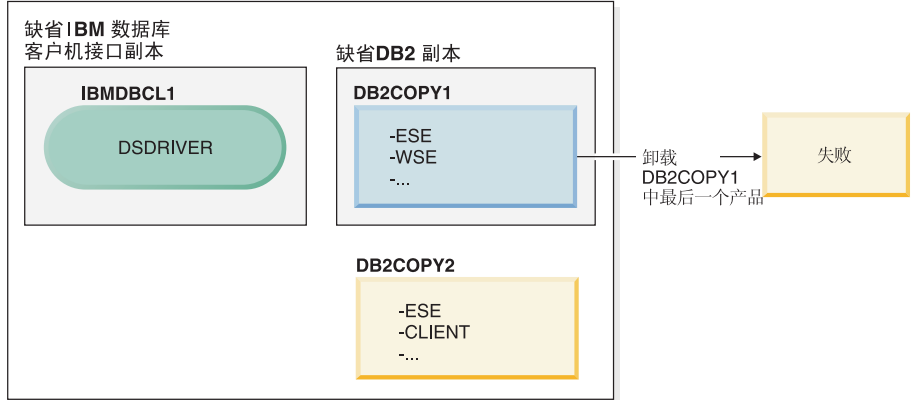 缺省IBM 数据库
客户机接口副本
缺省DB2 副本
IBMDBCL1
DSDRIVER
DB2COPY1
-ESE
-WSE
-...
卸载
DB2COPY1
中最后一个产品
失败
DB2COPY2
-ESE
-CLIENT
-...